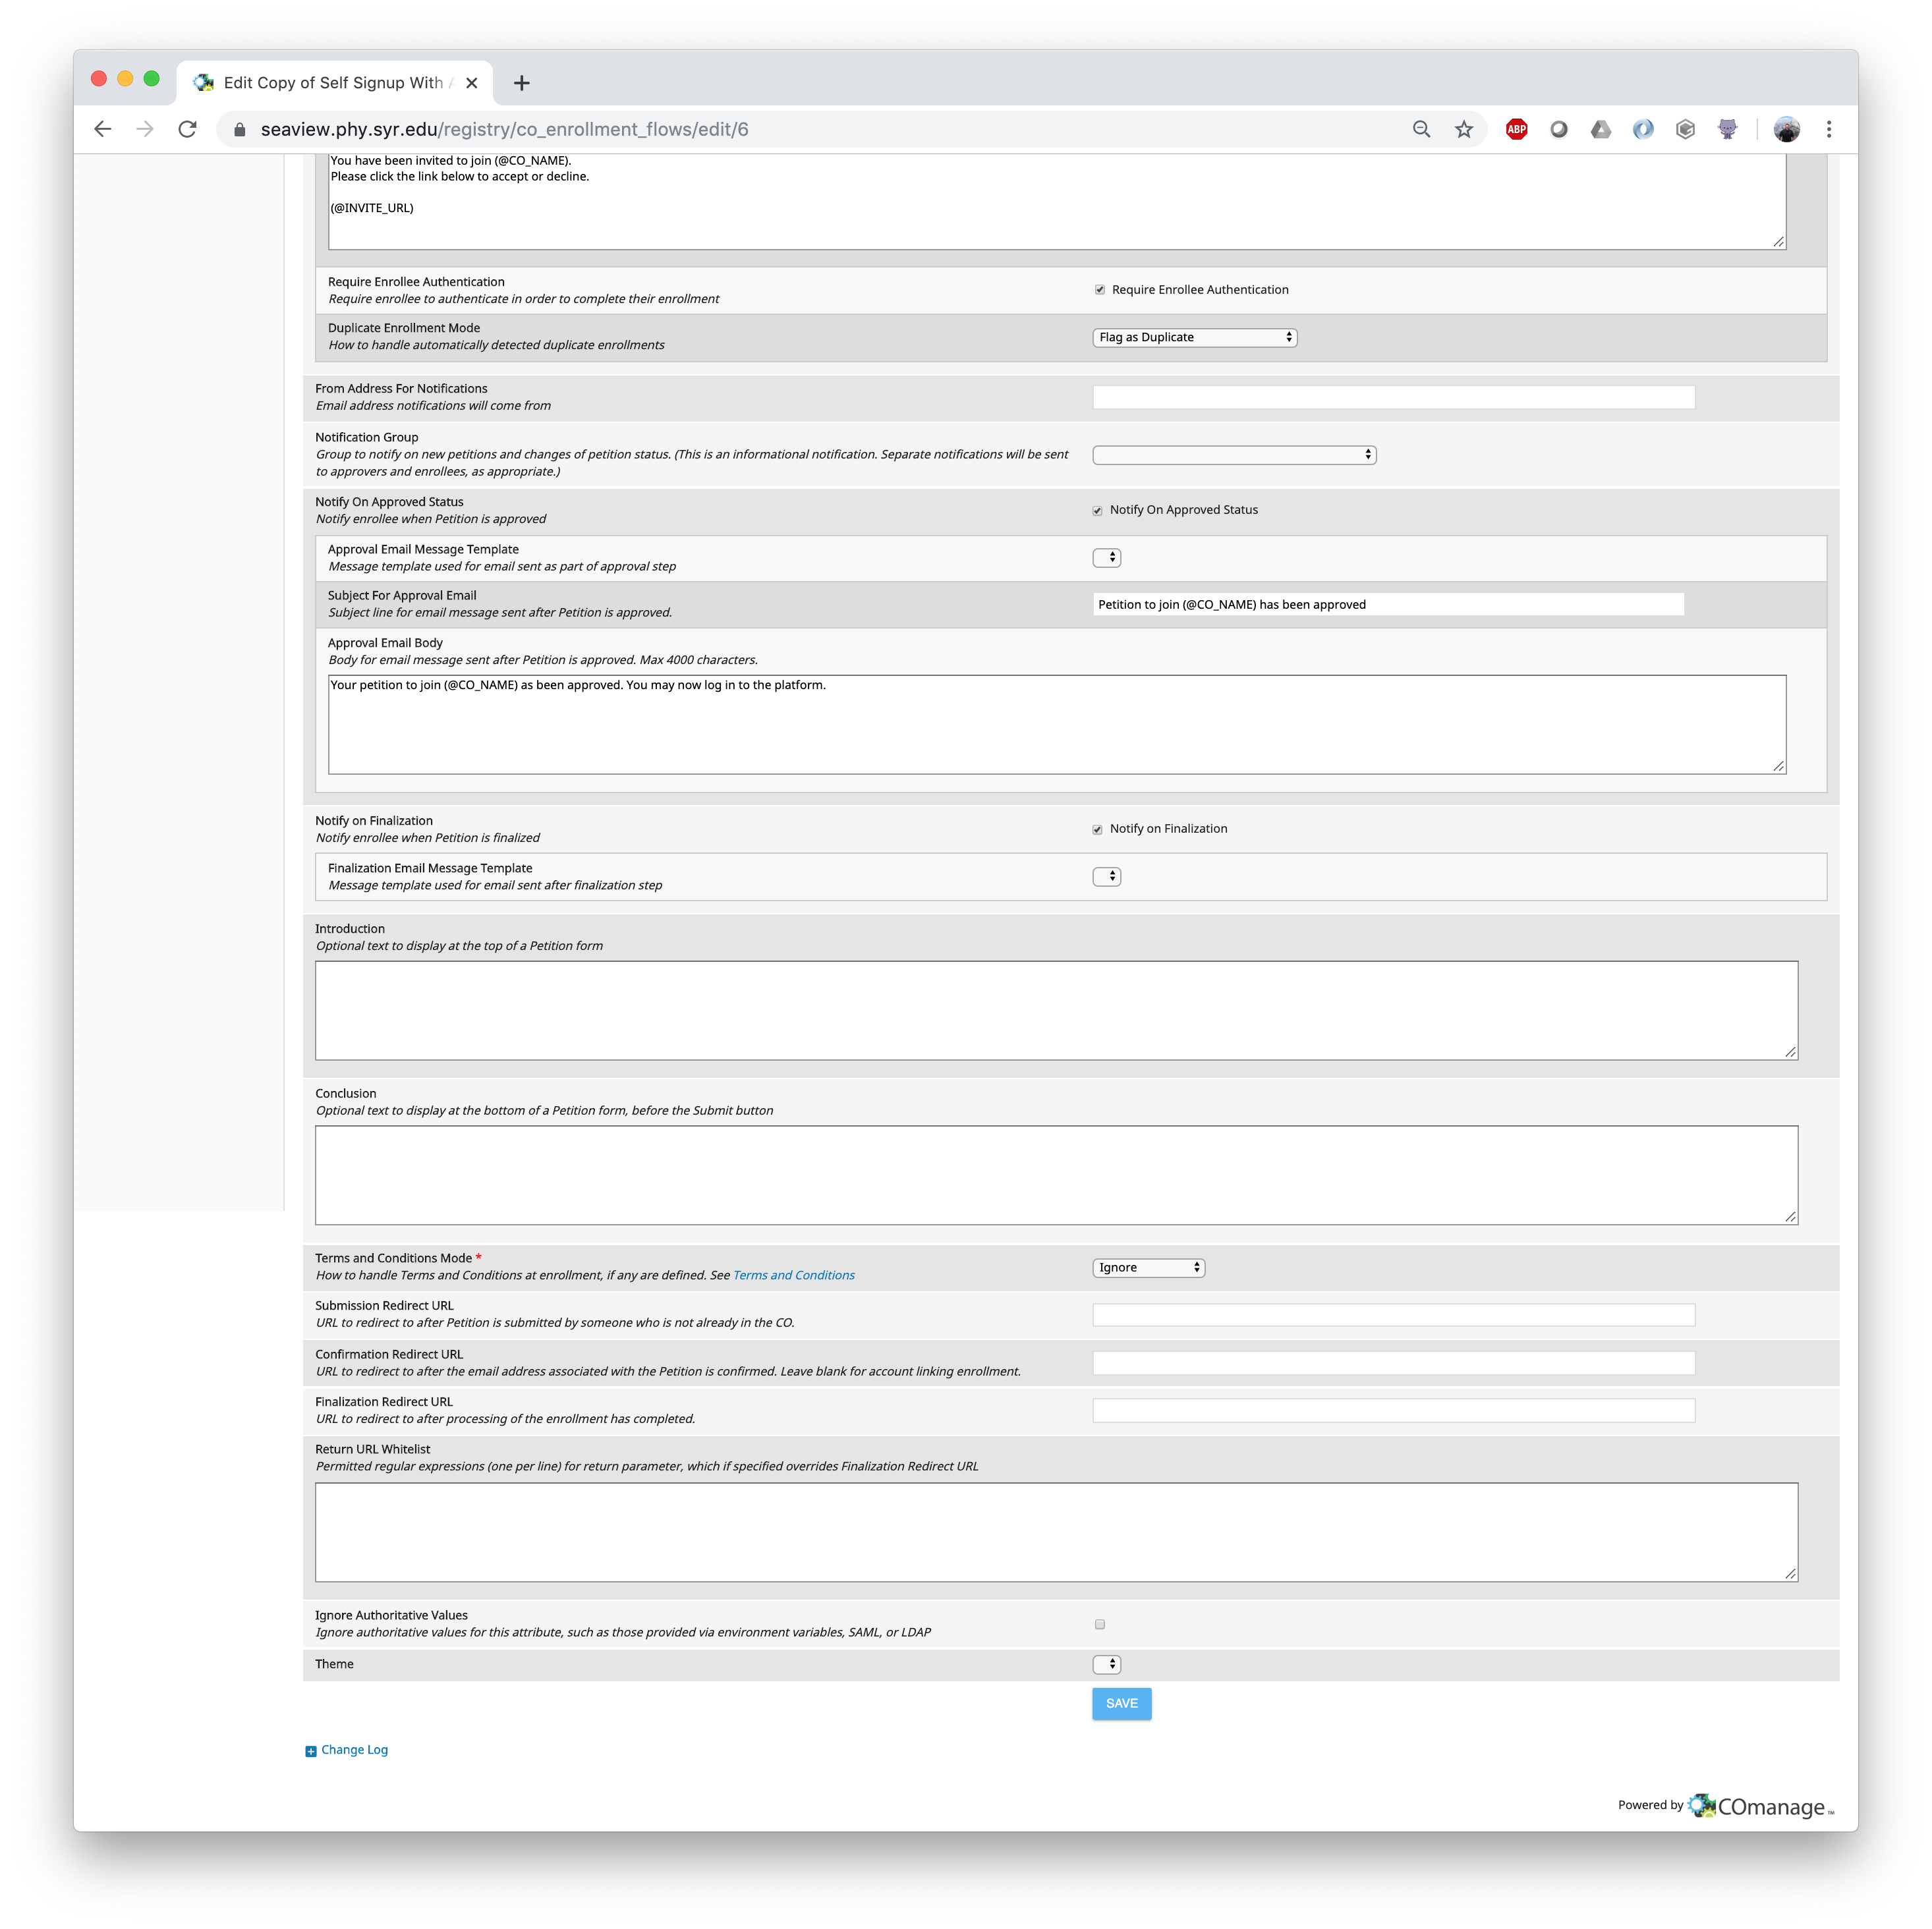 Edit Copy of Self Signup With
seaview.phy.syr.edu/registry/co_enrollment_flows/edit/6
ABP
You have been invited to join (@CO_NAME).
Please click the link below to accept or decline.
(@INVITE_URL)
Require Enrollee Authentication
Require enrollee to authenticate in order to complete their enrollment
Require Enrollee Authentication
Duplicate Enrollment Mode
How to handle automatically detected duplicate enrollments
Flag as Duplicate
From Address For Notifications
Email address notifications will come from
Notification Group
Group to notify on new petitions and changes of petition status. (This is an informational notification. Separate notifications will be sent
to approvers and enrollees, as appropriate.)
Notify On Approved Status
Notify enrollee when Petition is approved
Notify On Approved Status
Approval Email Message Template
Message template used for email sent as part of approval step
Subject For Approval Email
Subject line for email message sent after Petition is approved.
Petition to join (@CO_NAME) has been approved
Approval Email Body
Body for email message sent after Petition is approved. Max 4000 characters.
Your petition to join (@CO_NAME) as been approved. You may now log in to the platform.
Notify on Finalization
Notify enrollee when Petition is finalized
Notify on Finalization
Finalization Email Message Template
Message template used for email sent after finalization step
Introduction
Optional text to display at the top of a Petition form
Conclusion
Optional text to display at the bottom of a Petition form, before the Submit button
Terms and Conditions Mode *
How to handle Terms and Conditions at enrollment, if any are defined. See Terms and Conditions
Ignore
Submission Redirect URL
URL to redirect to after Petition is submitted by someone who is not already in the CO.
Confirmation Redirect URL
URL to redirect to after the email address associated with the Petition is confirmed. Leave blank for account linking enrollment.
Finalization Redirect URL
URL to redirect to after processing of the enrollment has completed.
Return URL Whitelist
Permitted regular expressions (one per line) for return parameter, which if specified overrides Finalization Redirect URL
Ignore Authoritative Values
Ignore authoritative values for this attribute, such as those provided via environment variables, SAML, or LDAP
Theme
SAVE
Change Log
Powered by COmanage™